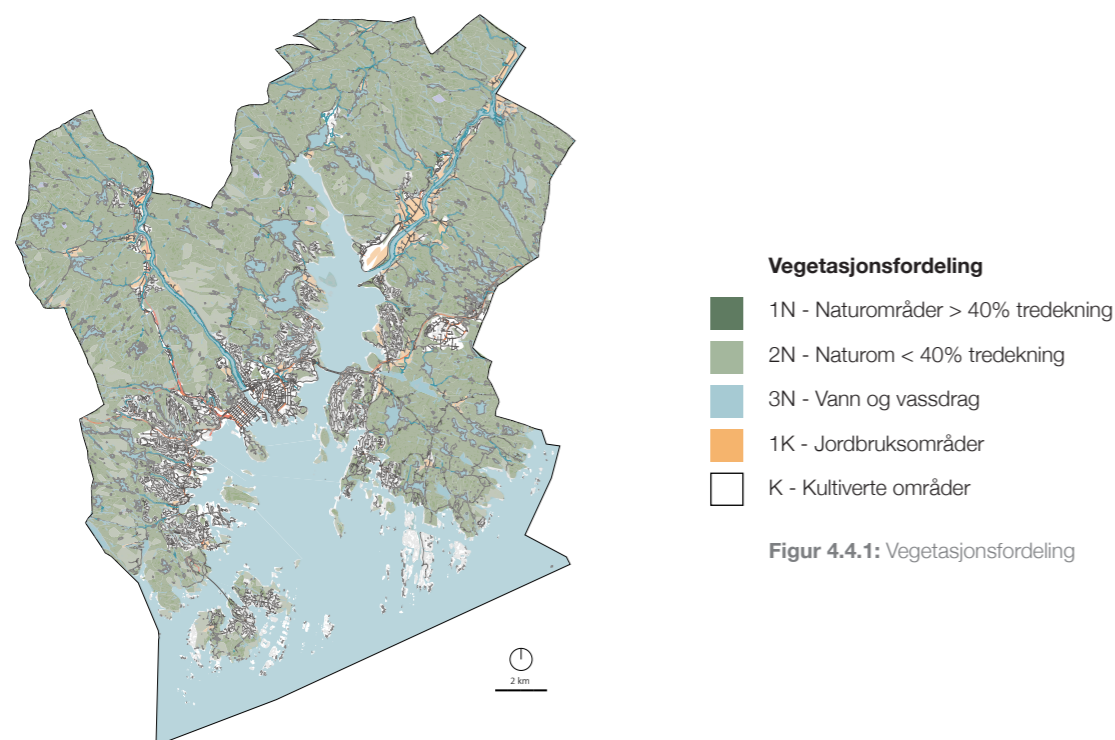 Vegetasjonsfordeling
1N - Naturområder > 40% tredekning
2N - Naturom < 40% tredekning
3N - Vann og vassdrag
1K - Jordbruksområder
K - Kultiverte områder
Figur 4.4.1: Vegetasjonsfordeling
2 km